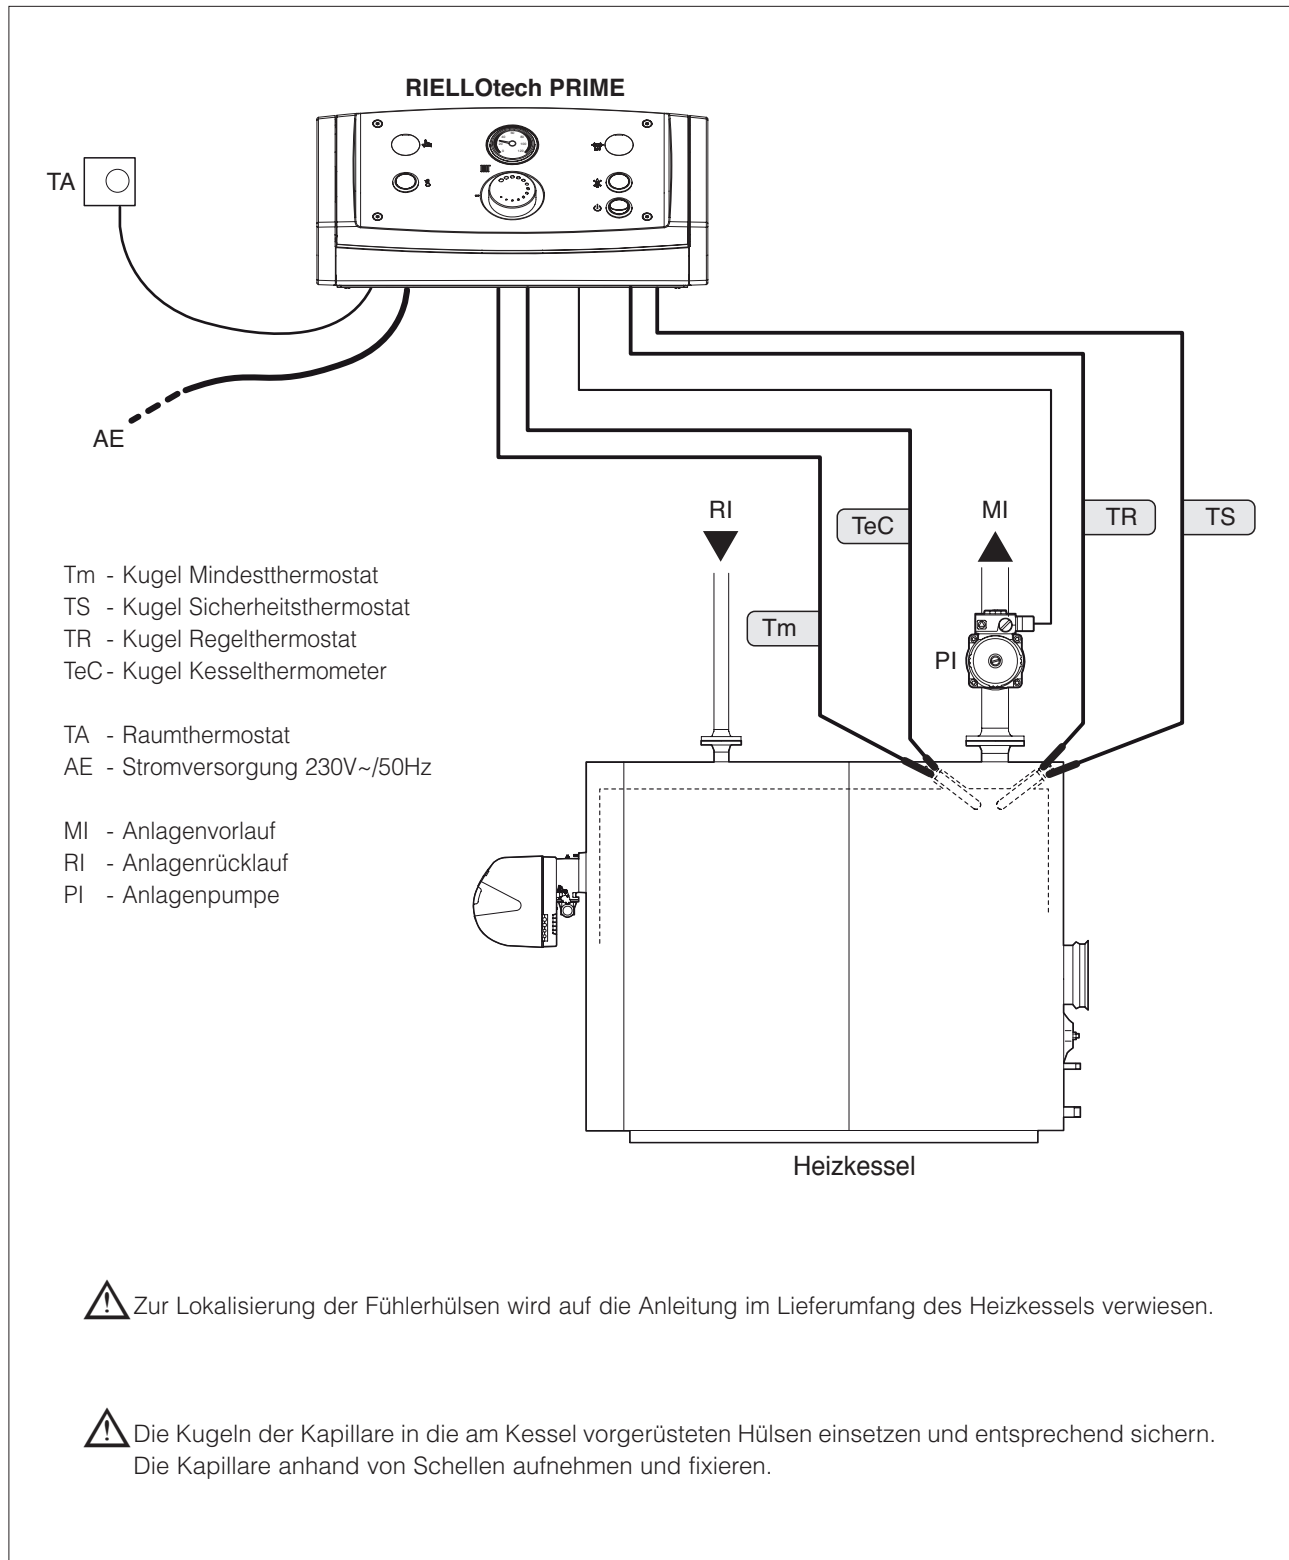 RIELLOtech PRIME
TA
AE
RI
MI
TeC
TR
TS
Tm
PI
Tm - Kugel Mindestthermostat
TS - Kugel Sicherheitsthermostat
TR - Kugel Regelthermostat
TeC - Kugel Kesselthermometer
TA - Raumthermostat
AE - Stromversorgung 230V~/50Hz
MI - Anlagenvorlauf
RI - Anlagenrücklauf
PI - Anlagenpumpe
Heizkessel
Zur Lokalisierung der Fühlerhülsen wird auf die Anleitung im Lieferumfang des Heizkessels verwiesen.
Die Kugeln der Kapillare in die am Kessel vorgerüsteten Hülsen einsetzen und entsprechend sichern.
Die Kapillare anhand von Schellen aufnehmen und fixieren.